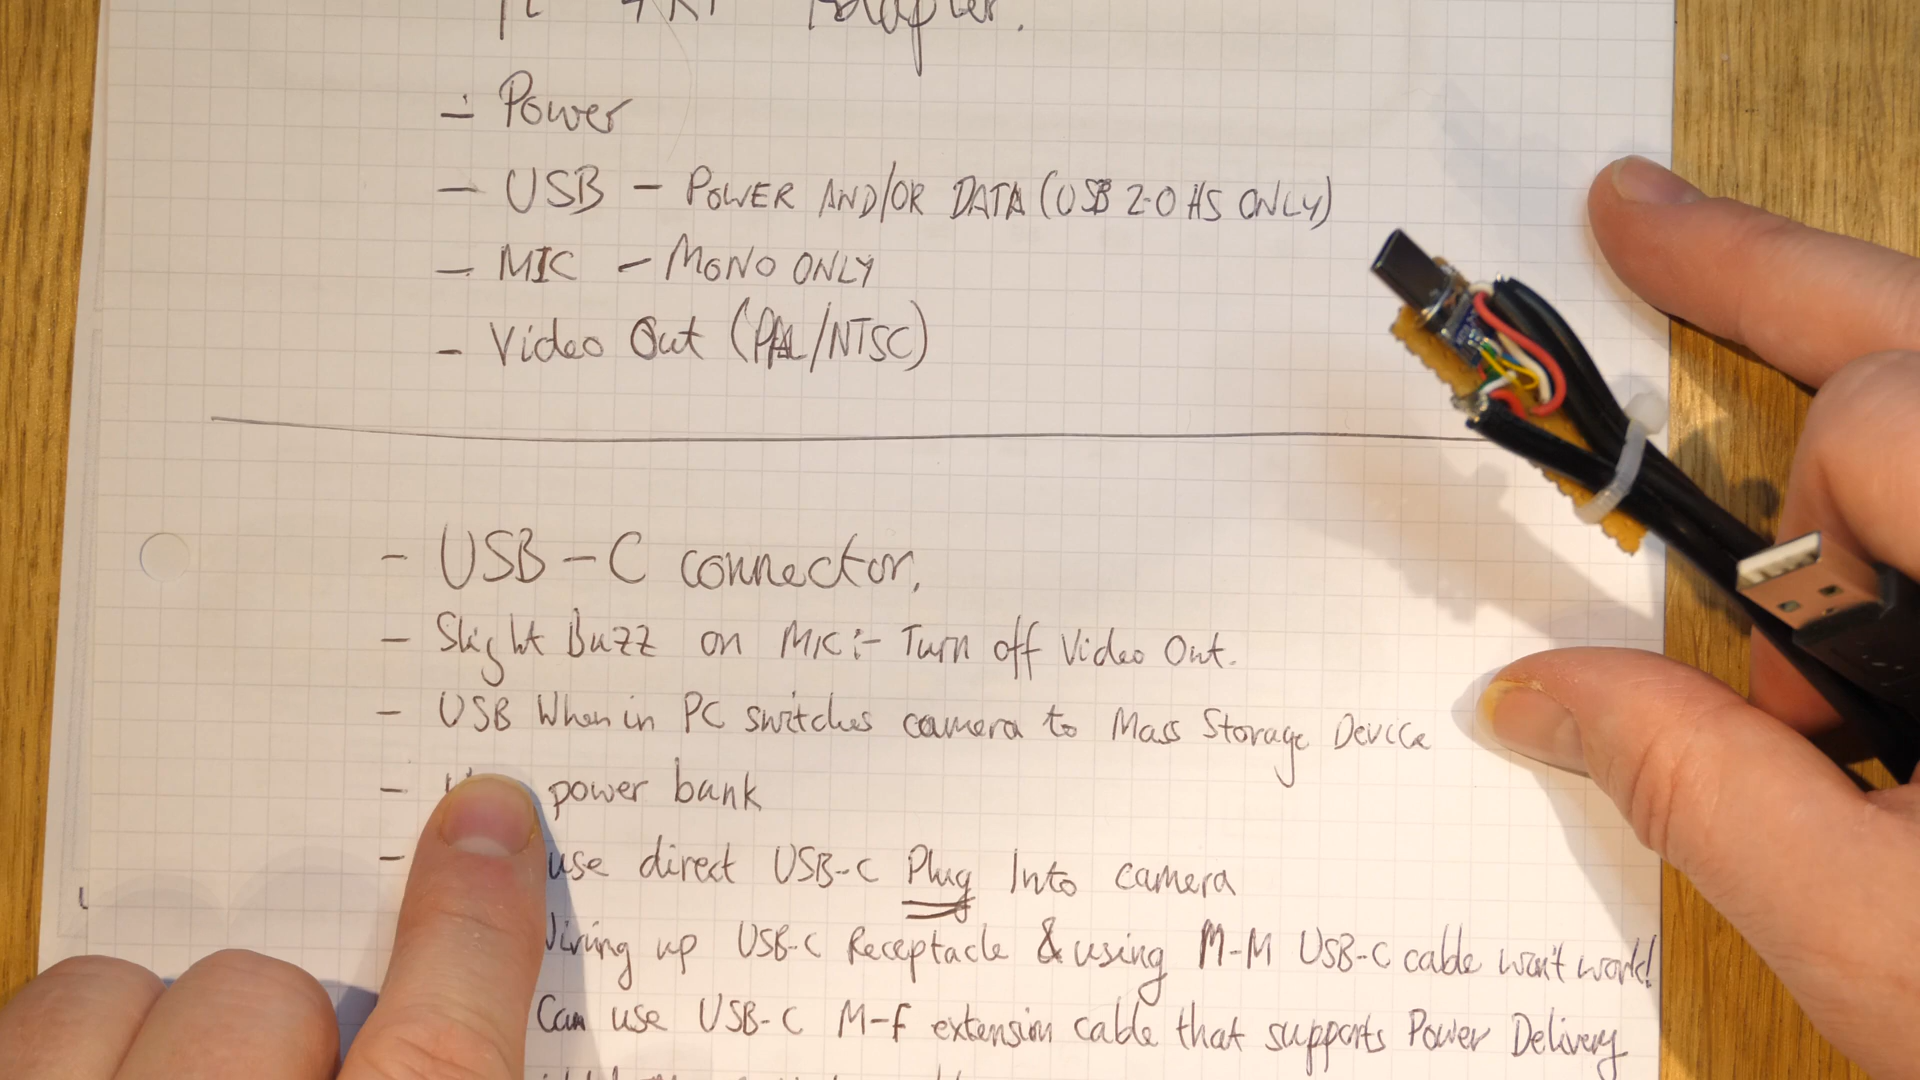 Adapter.
- Power
- USB - POWER AND/OR DATA (USB 2.0 HS ONLY)
- MIC - MONO ONLY
- Video Out (PAL/NTSC)
- USB-C connector.
- Slight Buzz on MIC :- Turn off Video Out.
- USB When in PC switches camera to Mass Storage Device
- power bank
- use direct USB-C Plug Into camera
Wiring up USB-C Receptacle & using M-M USB-C cable won't work!
Can use USB-C M-F extension cable that supports Power Delivery